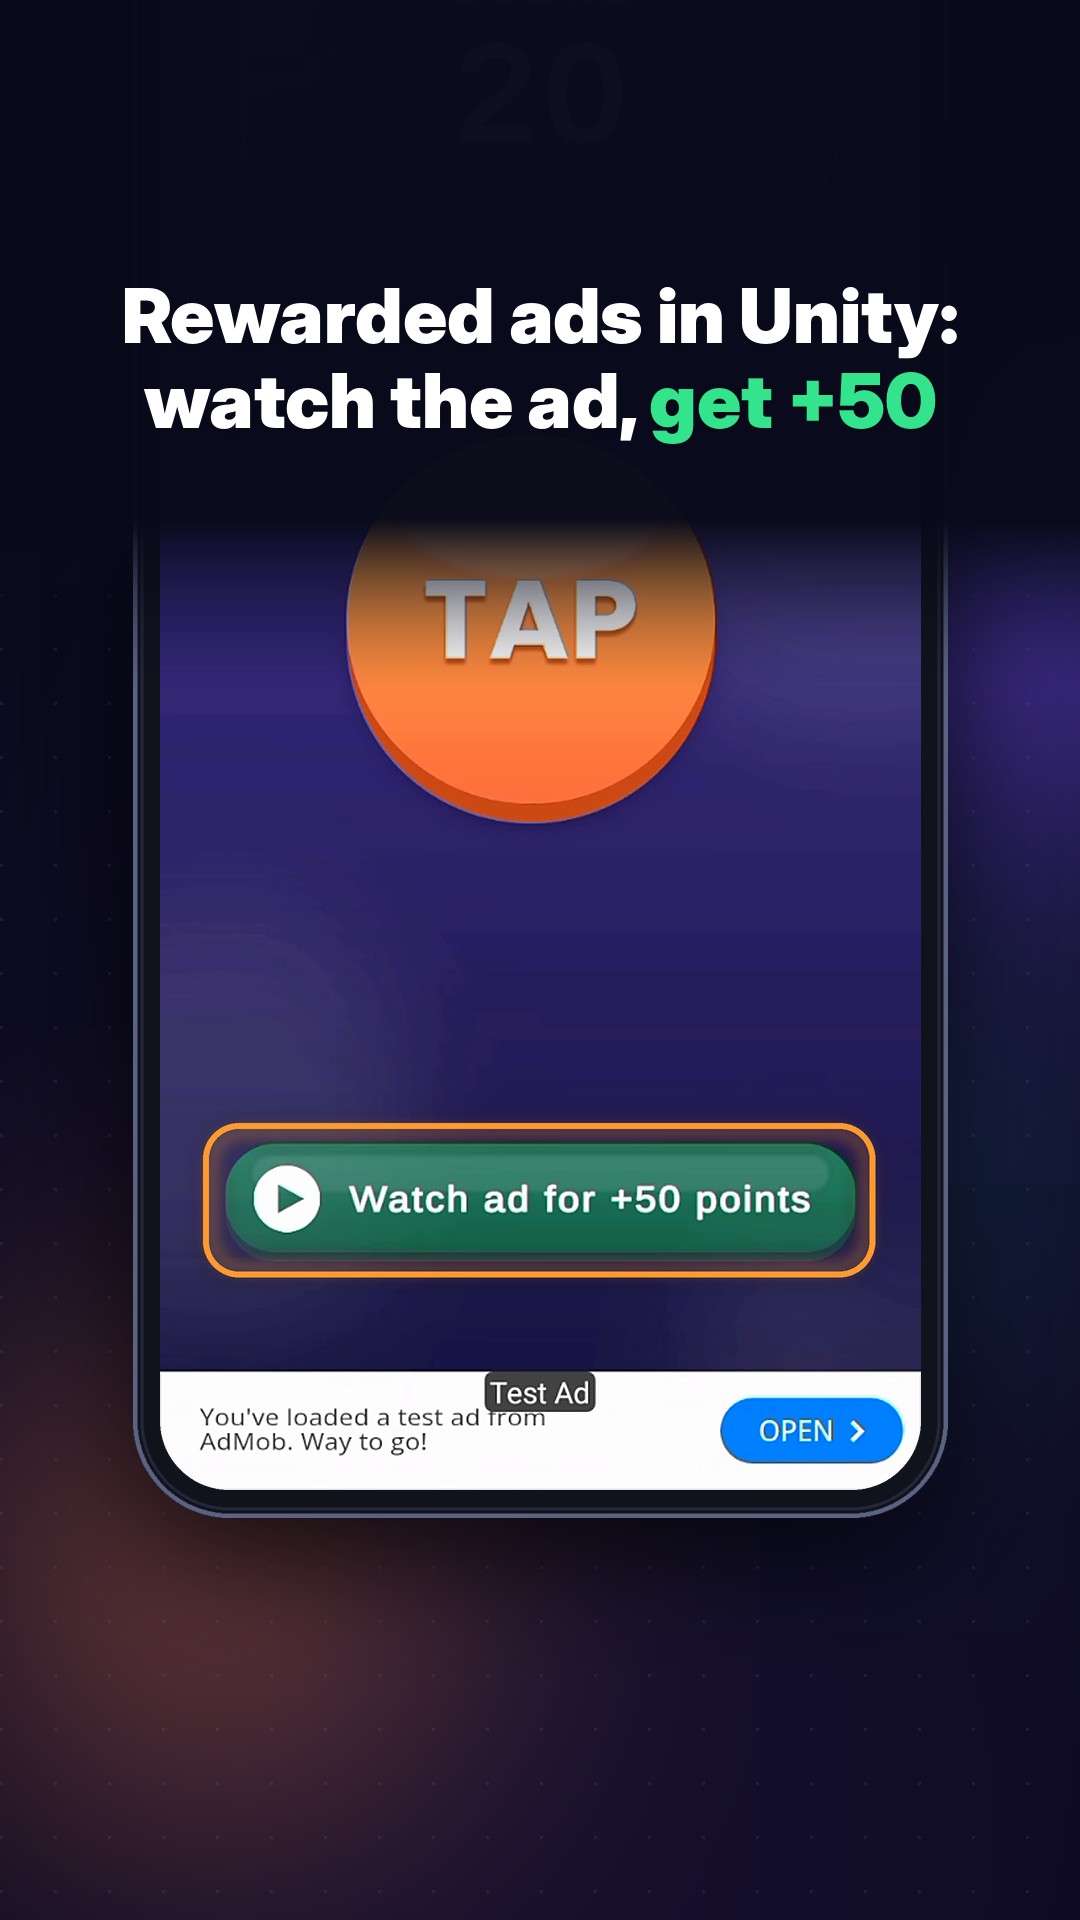 20
Rewarded ads in Unity:
watch the ad, get +50
TAP
Watch ad for +50 points
Test Ad
You've loaded a test ad from
AdMob. Way to go!
OPEN